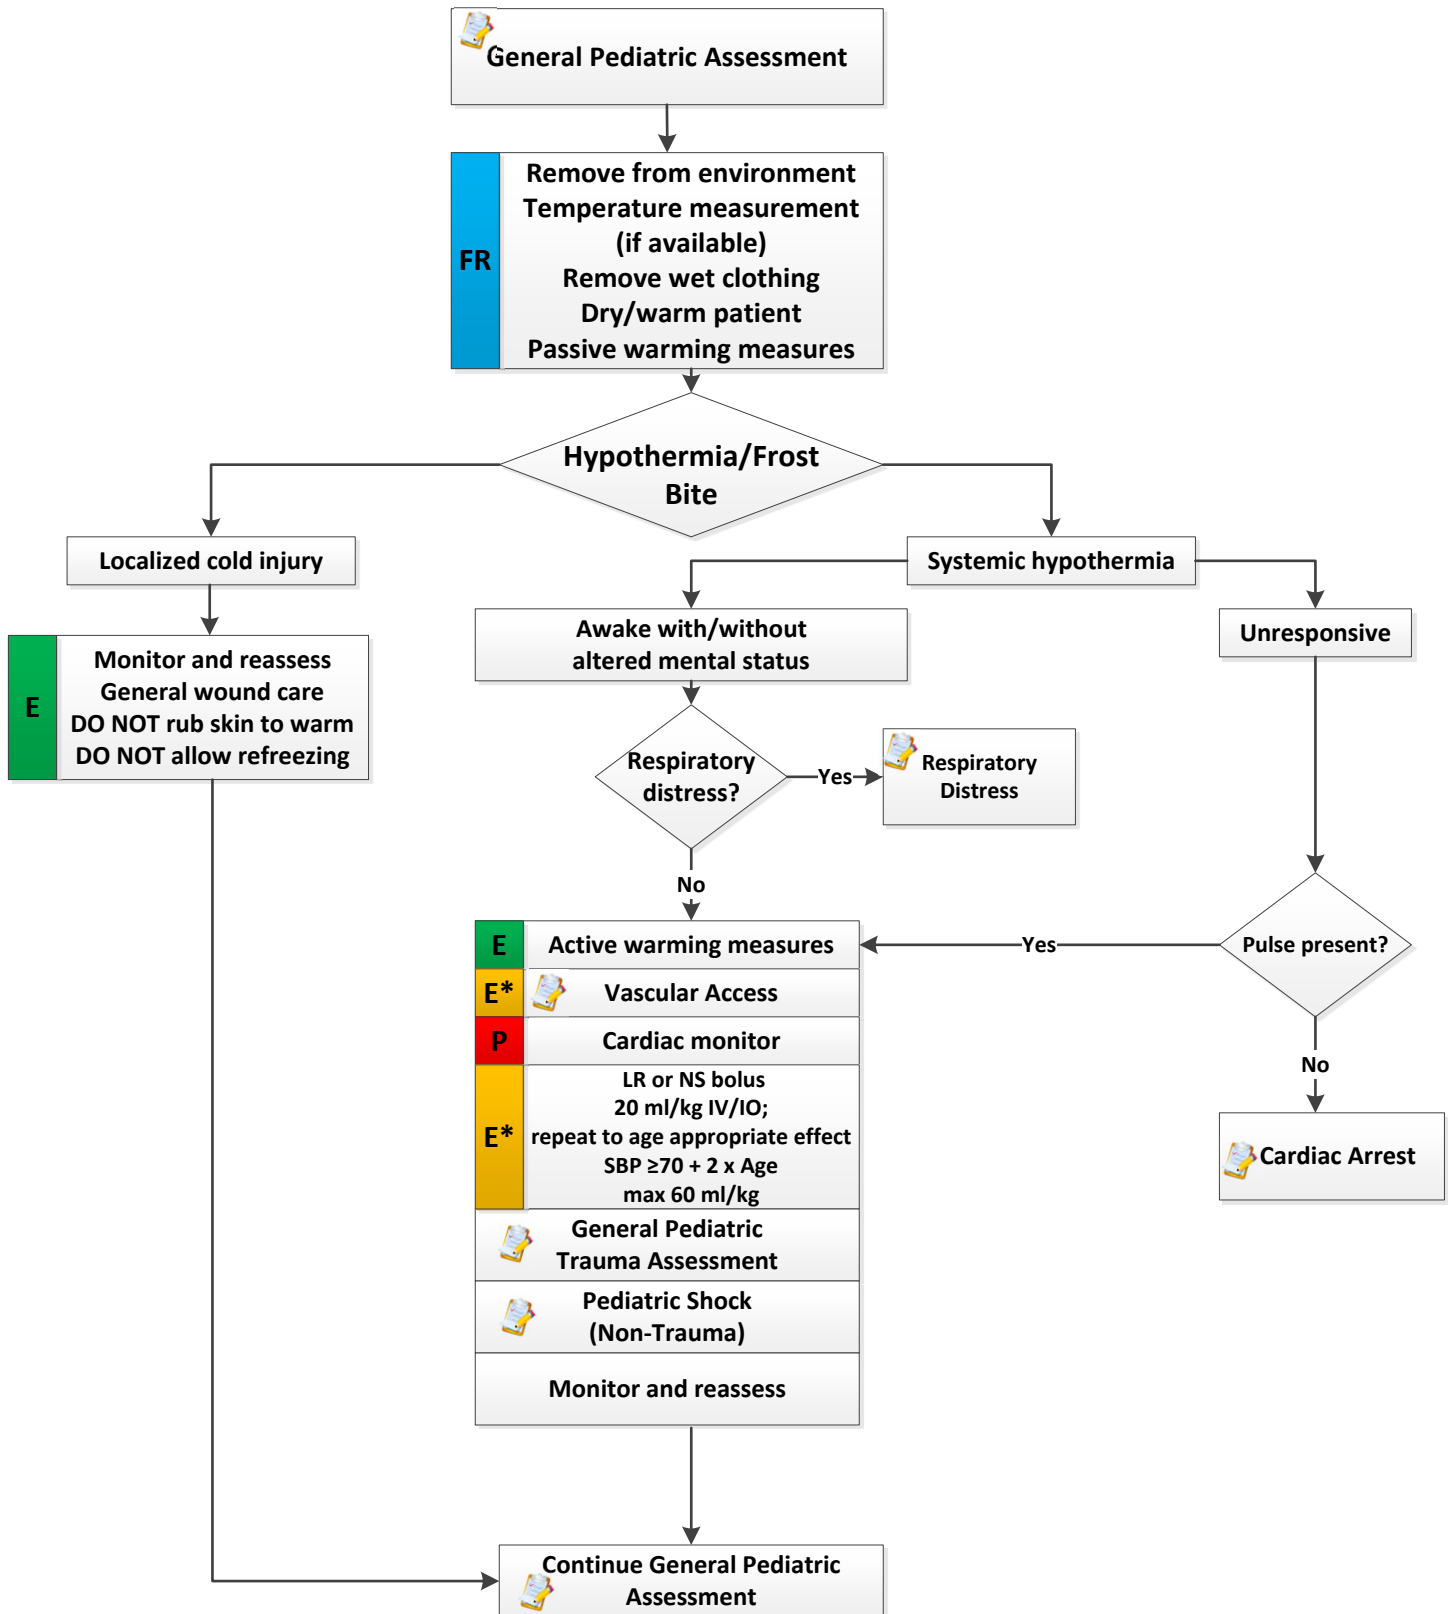 General Pediatric Assessment
FR
Remove from environment
Temperature measurement
(if available)
Remove wet clothing
Dry/warm patient
Passive warming measures
Hypothermia/Frost
Bite
Localized cold injury
E
Monitor and reassess
General wound care
DO NOT rub skin to warm
DO NOT allow refreezing
Systemic hypothermia
Awake with/without
altered mental status
Unresponsive
Respiratory
distress?
Yes
Respiratory
Distress
No
Pulse present?
Yes
No
Cardiac Arrest
E
Active warming measures
E*
Vascular Access
P
Cardiac monitor
E*
LR or NS bolus
20 ml/kg IV/IO;
repeat to age appropriate effect
SBP ≥70 + 2 x Age
max 60 ml/kg
General Pediatric
Trauma Assessment
Pediatric Shock
(Non-Trauma)
Monitor and reassess
Continue General Pediatric
Assessment